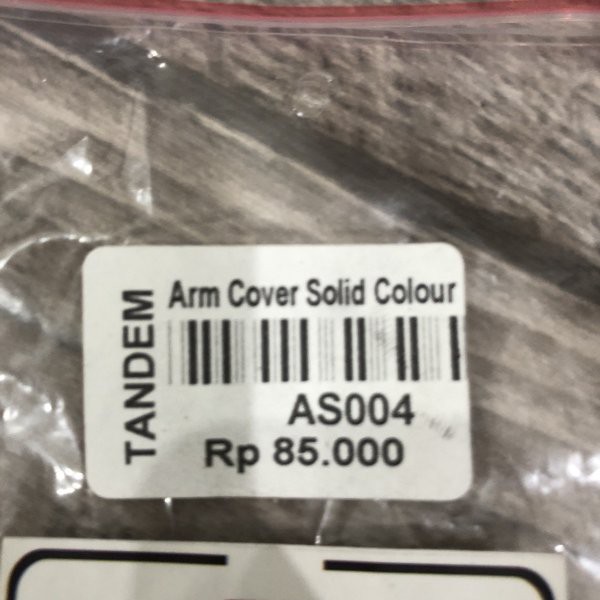 TANDEM
Arm Cover Solid Colour
AS004
Rp 85.000